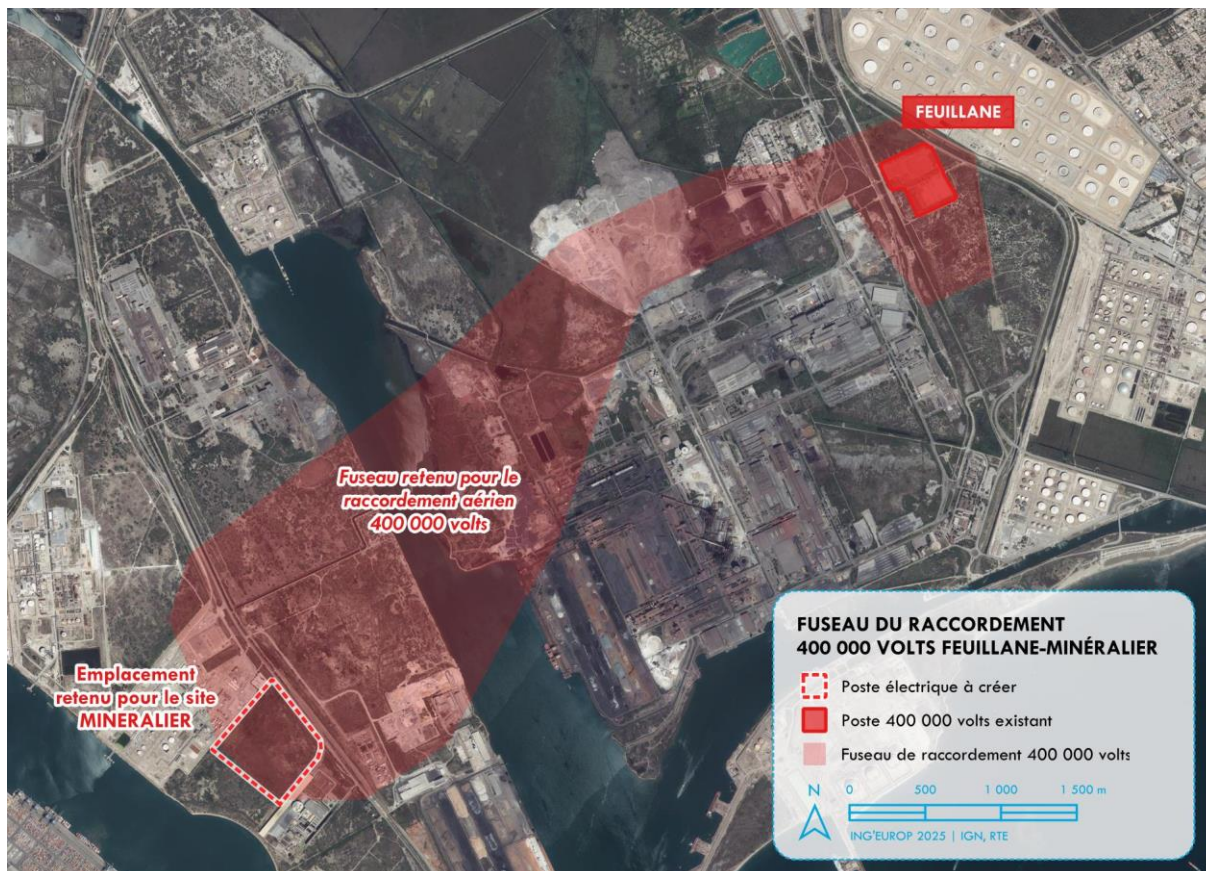 FEUILLANE
Fuseau retenu pour le
raccordement aérien
400 000 volts
Emplacement
retenu pour le site
MINERALIER
FUSEAU DU RACCORDEMENT
400 000 VOLTS FEUILLANE-MINÉRALIER
Poste électrique à créer
Poste 400 000 volts existant
Fuseau de raccordement 400 000 volts
N 0 500 1 000 1 500 m
ING'EUROP 2025 | IGN, RTE